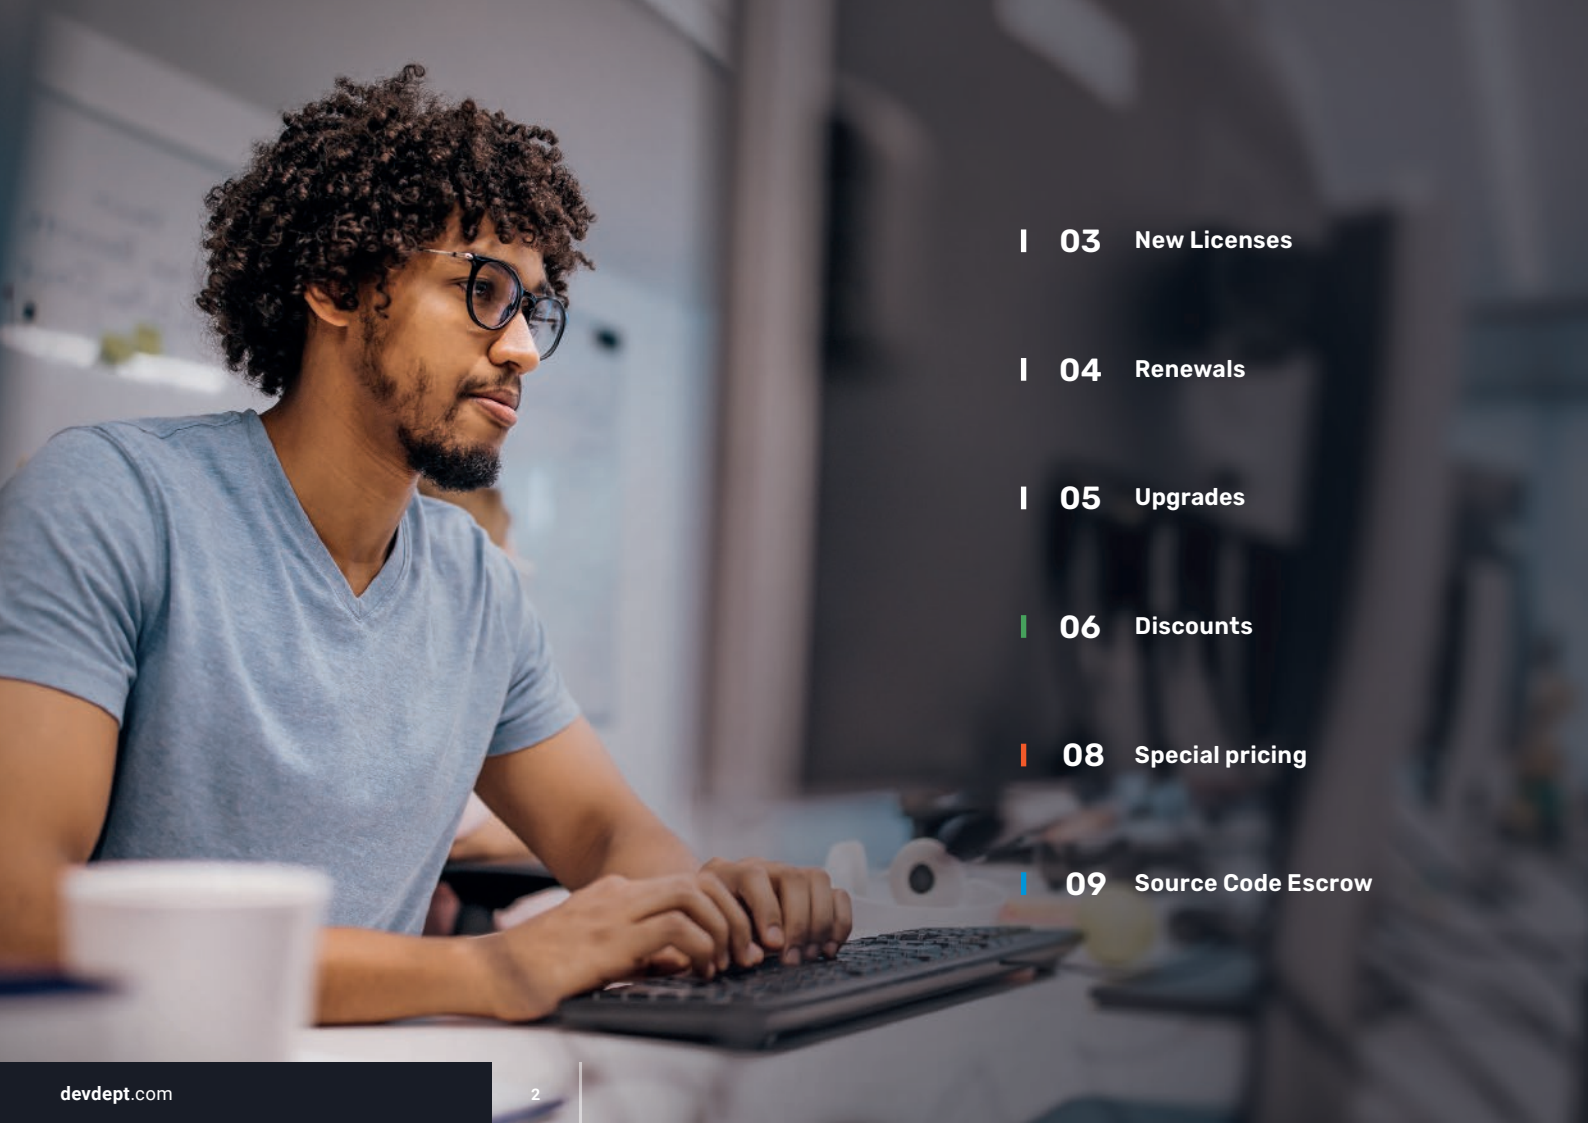 03 New Licenses
04 Renewals
05 Upgrades
06 Discounts
08 Special pricing
09 Source Code Escrow
devdept.com 2